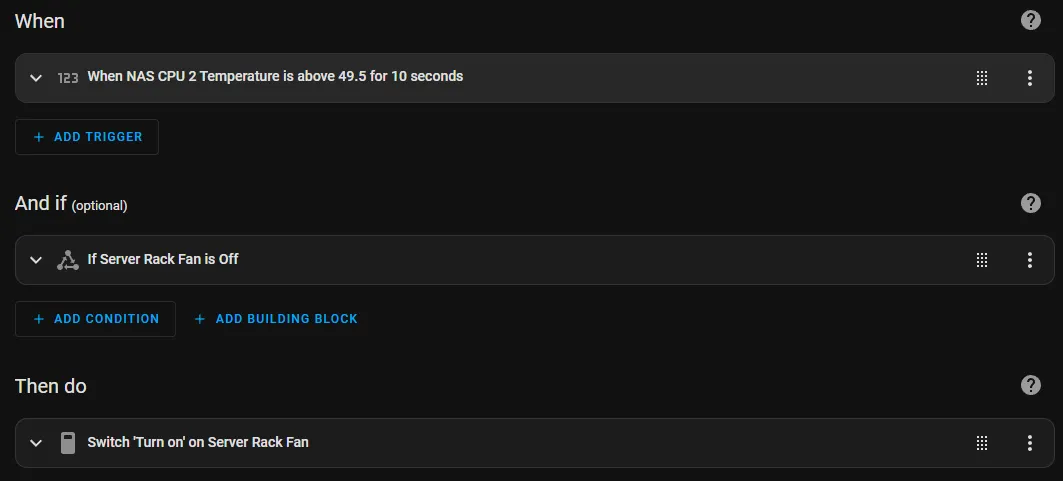 When
123 When NAS CPU 2 Temperature is above 49.5 for 10 seconds
+ ADD TRIGGER
And if (optional)
If Server Rack Fan is Off
+ ADD CONDITION + ADD BUILDING BLOCK
Then do
Switch 'Turn on' on Server Rack Fan